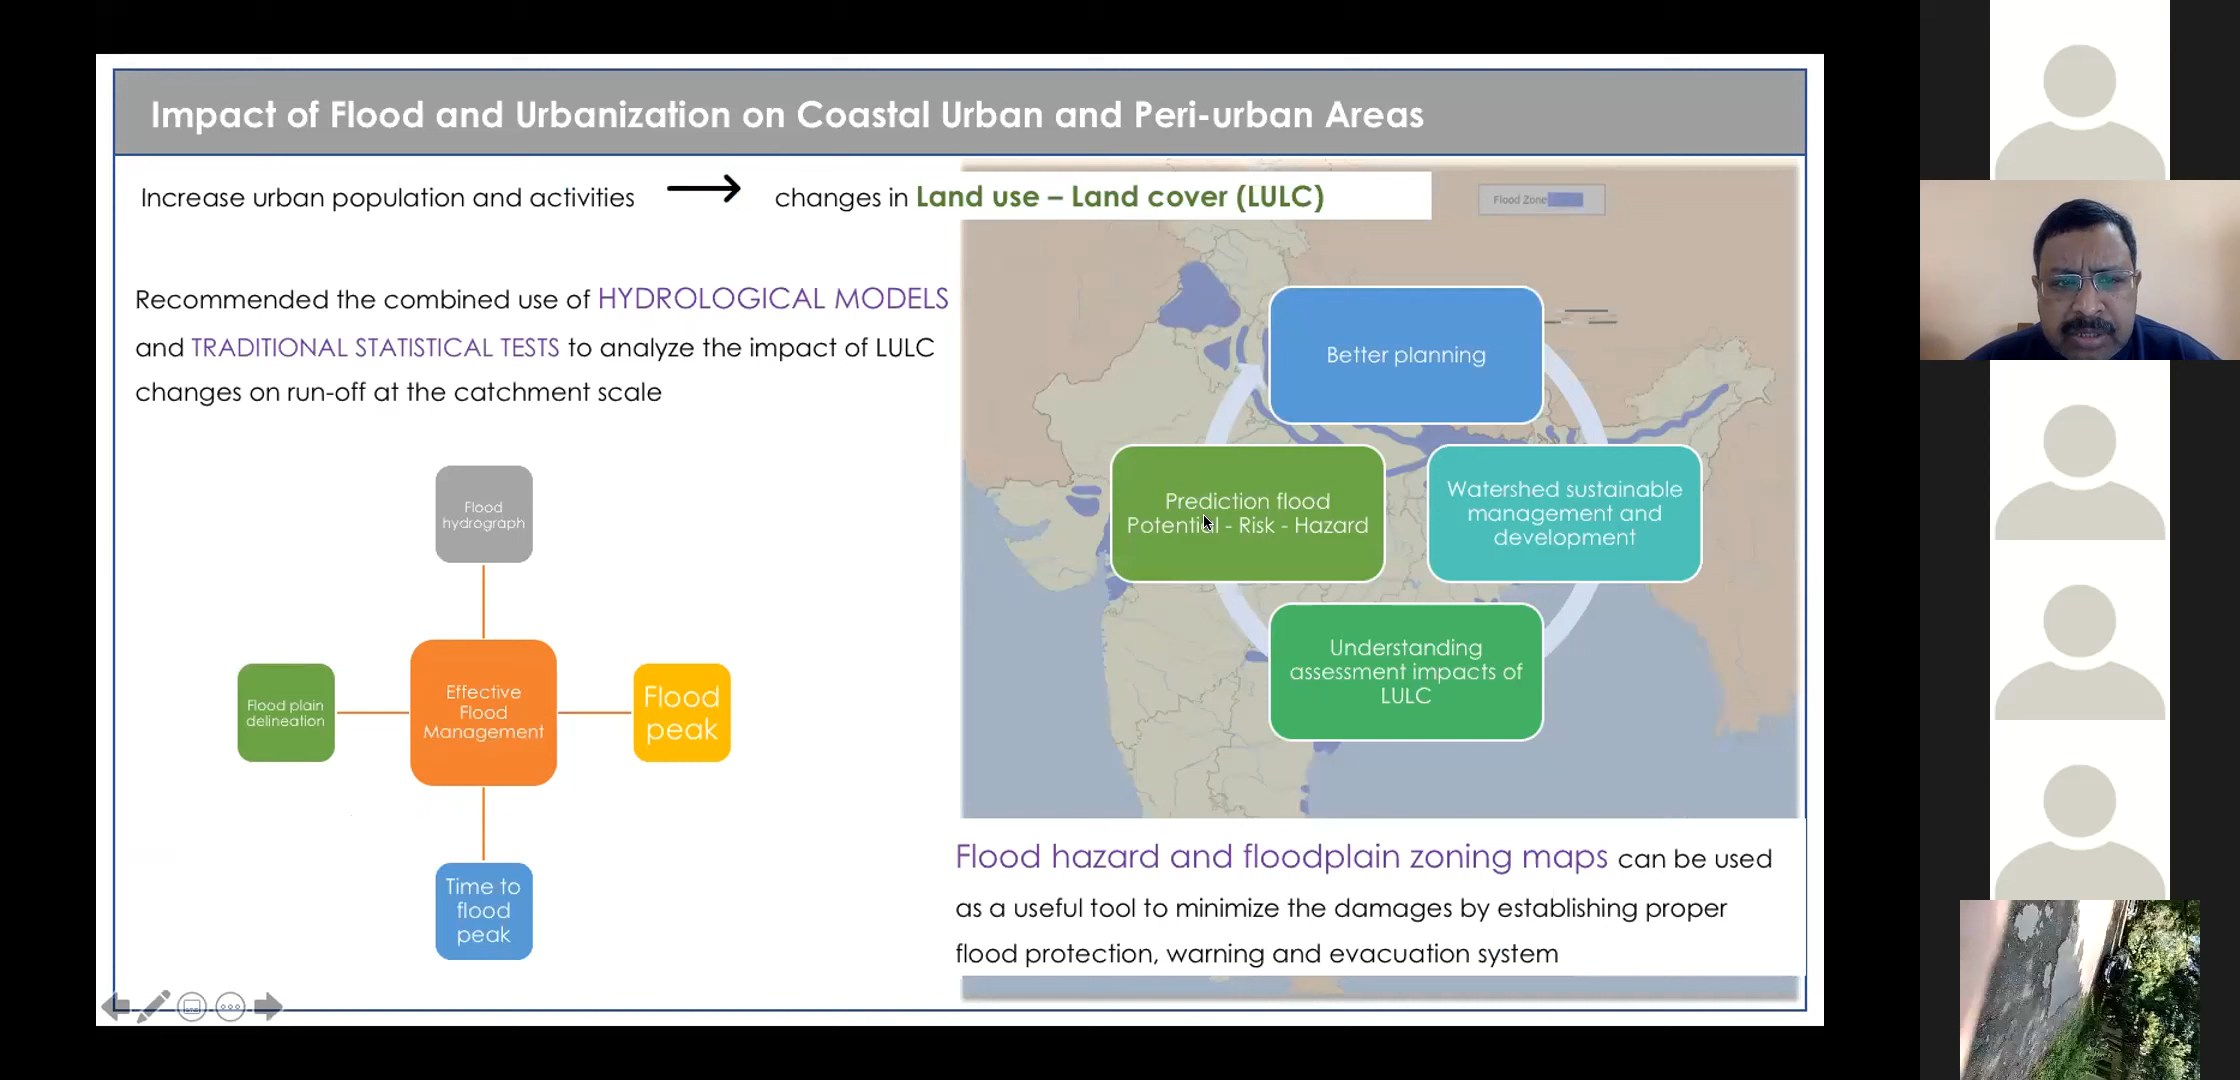 Impact of Flood and Urbanization on Coastal Urban and Peri-urban Areas
Increase urban population and activities
changes in Land use – Land cover (LULC)
Recommended the combined use of HYDROLOGICAL MODELS
and TRADITIONAL STATISTICAL TESTS to analyze the impact of LULC
changes on run-off at the catchment scale
Flood
hydrograph
Flood plain
delineation
Effective
Flood
Management
Flood
peak
Time to
flood
peak
Flood Zone
Better planning
Prediction flood
Potential - Risk - Hazard
Watershed sustainable
management and
development
Understanding
assessment impacts of
LULC
Flood hazard and floodplain zoning maps can be used
as a useful tool to minimize the damages by establishing proper
flood protection, warning and evacuation system